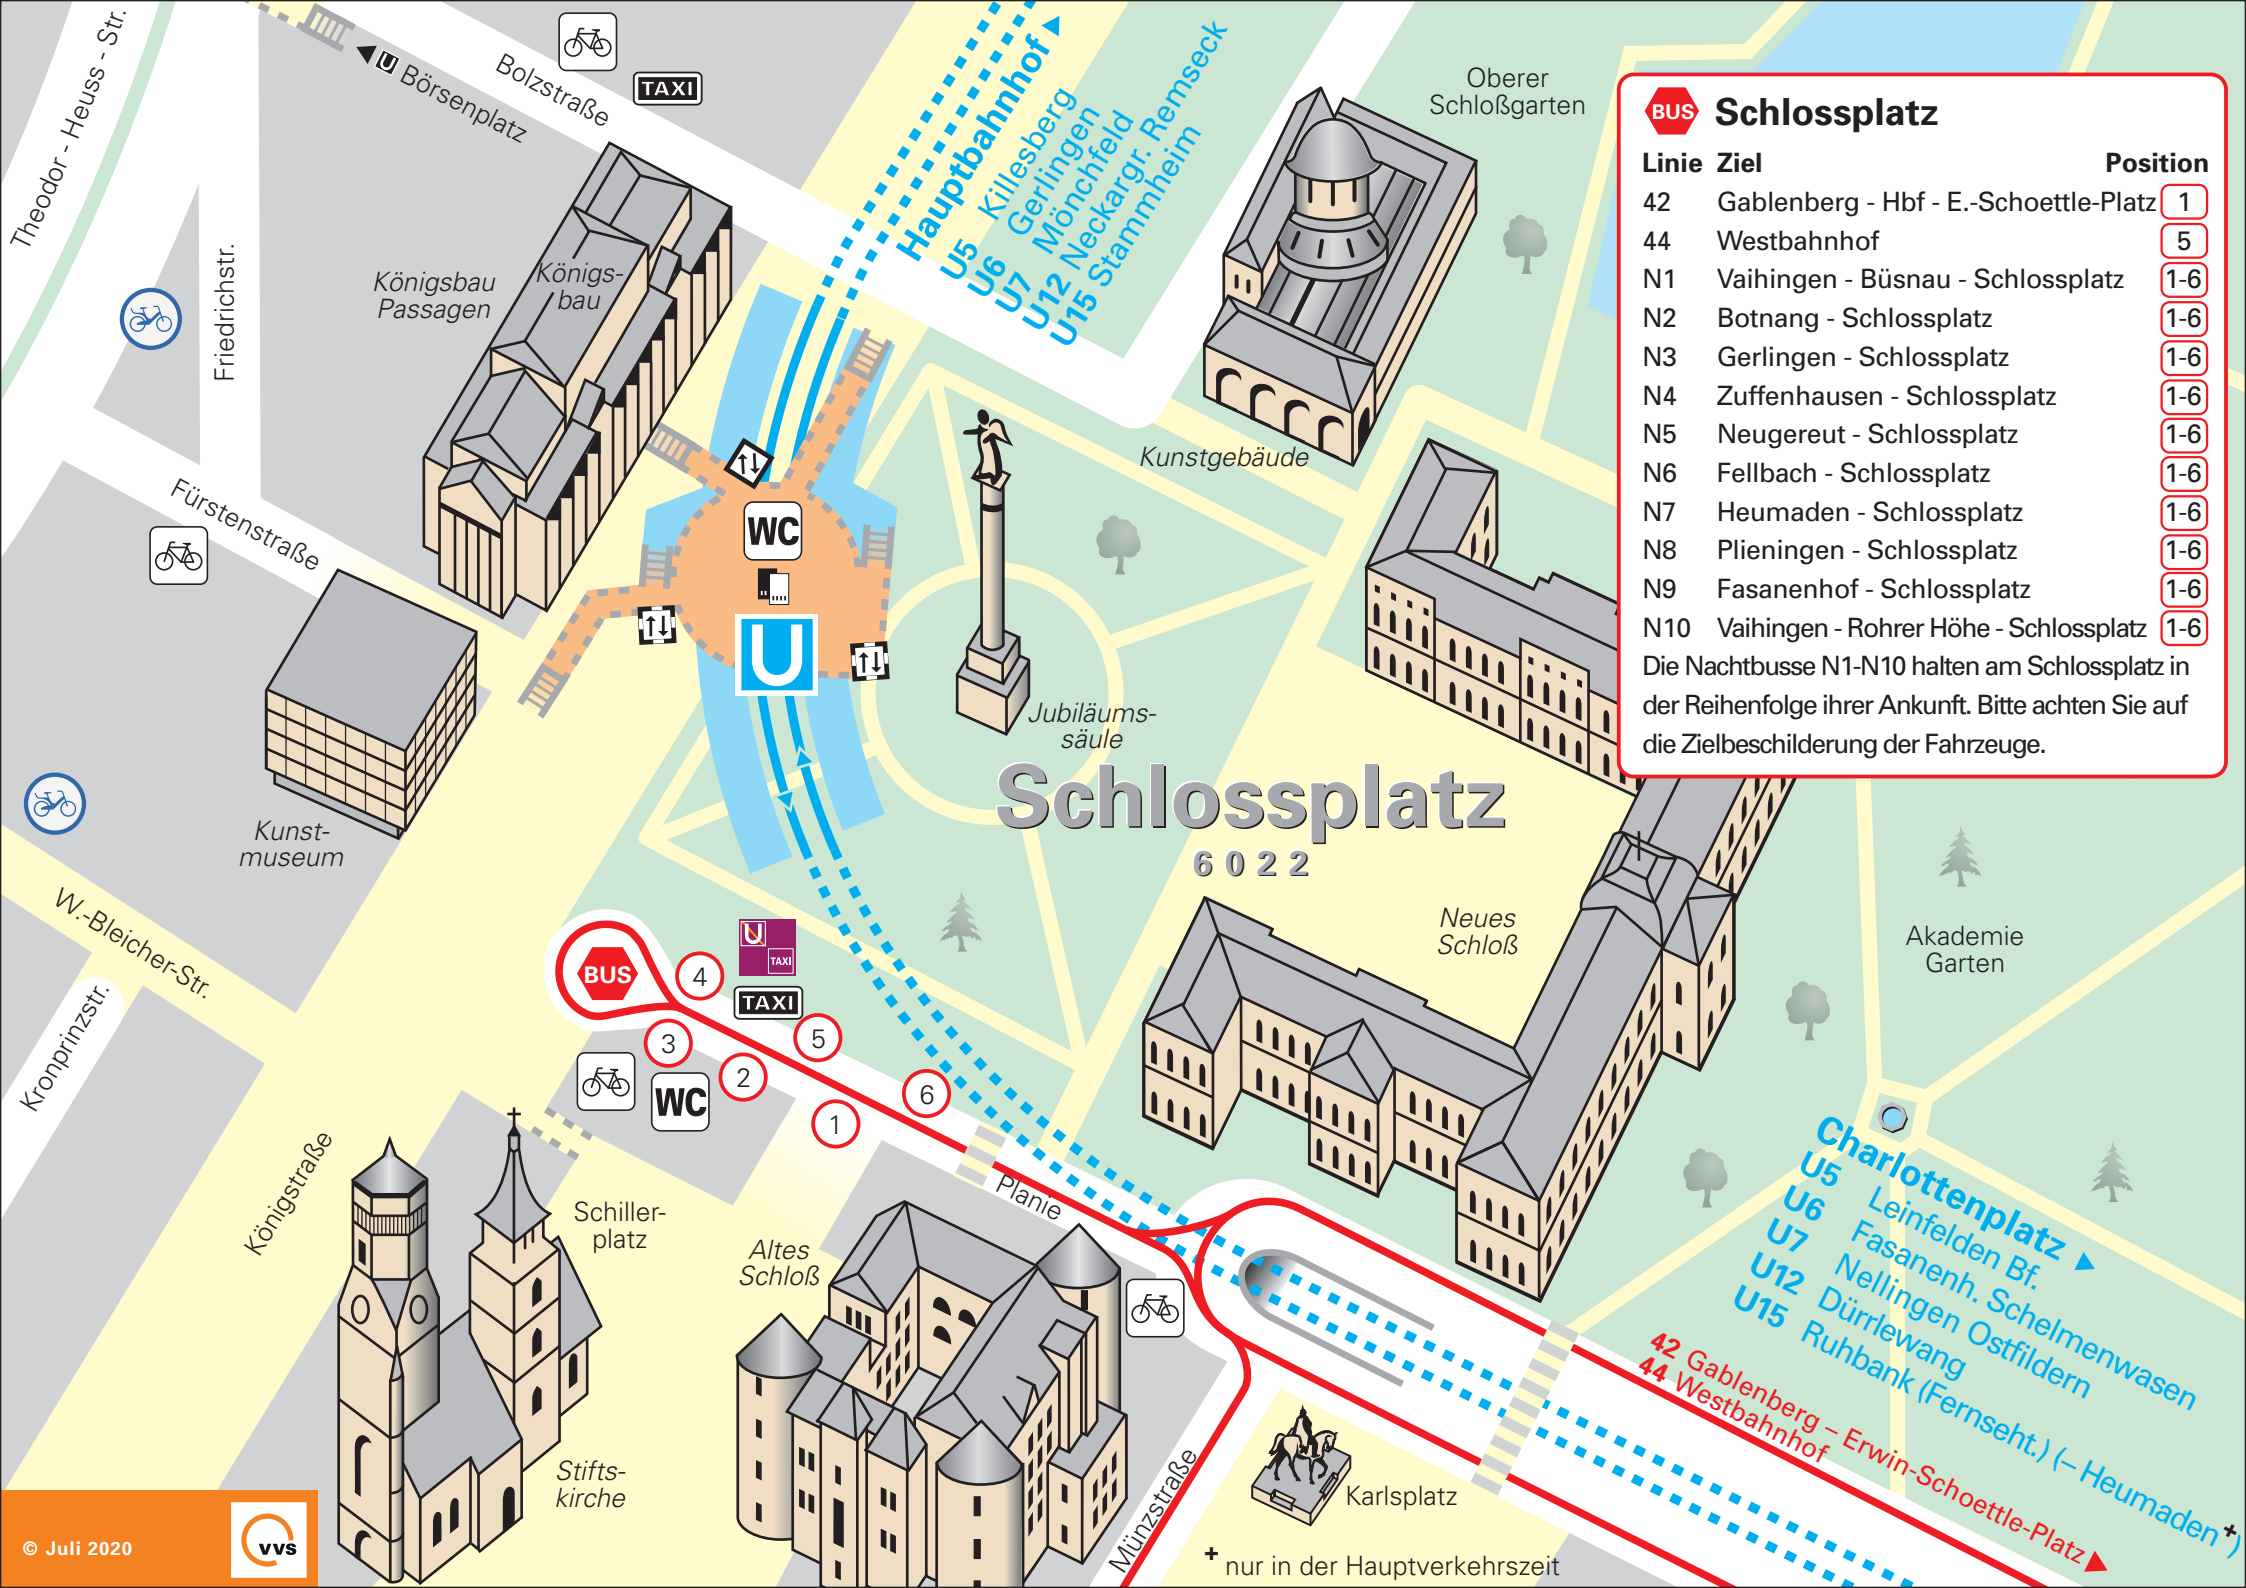 Theodor - Heuss - Str.
U Börsenplatz
Bolzstraße
TAXI
Hauptbahnhof
U5 Killesberg
U6 Gerlingen
U7 Mönchfeld
U12 Neckargr. Remseck
U15 Stammheim
Oberer
Schloßgarten
BUS Schlossplatz
Linie Ziel Position
42 Gablenberg - Hbf - E.-Schoettle-Platz 1
44 Westbahnhof 5
N1 Vaihingen - Büsnau - Schlossplatz 1-6
N2 Botnang - Schlossplatz 1-6
N3 Gerlingen - Schlossplatz 1-6
N4 Zuffenhausen - Schlossplatz 1-6
N5 Neugereut - Schlossplatz 1-6
N6 Fellbach - Schlossplatz 1-6
N7 Heumaden - Schlossplatz 1-6
N8 Plieningen - Schlossplatz 1-6
N9 Fasanenhof - Schlossplatz 1-6
N10 Vaihingen - Rohrer Höhe - Schlossplatz 1-6
Die Nachtbusse N1-N10 halten am Schlossplatz in
der Reihenfolge ihrer Ankunft. Bitte achten Sie auf
die Zielbeschilderung der Fahrzeuge.
Friedrichstr.
Königsbau
Passagen
Königs-
bau
Kunstgebäude
Fürstenstraße
WC
U
Jubiläums-
säule
Schlossplatz
6022
Kunst-
museum
W.-Bleicher-Str.
Kronprinzstr.
Neues
Schloß
Akademie
Garten
BUS
4
U
TAXI
TAXI
3
5
2
6
1
WC
Königstraße
Schiller-
platz
Planie
Altes
Schloß
Charlottenplatz
U5 Leinfelden Bf.
U6 Fasanenh. Schelmenwasen
U7 Nellingen Ostfildern
U12 Dürrlewang
U15 Ruhbank (Fernseht.) (– Heumaden +)
42 Gablenberg – Erwin-Schoettle-Platz
44 Westbahnhof
Stifts-
kirche
Münzstraße
Karlsplatz
+ nur in der Hauptverkehrszeit
© Juli 2020
vvs